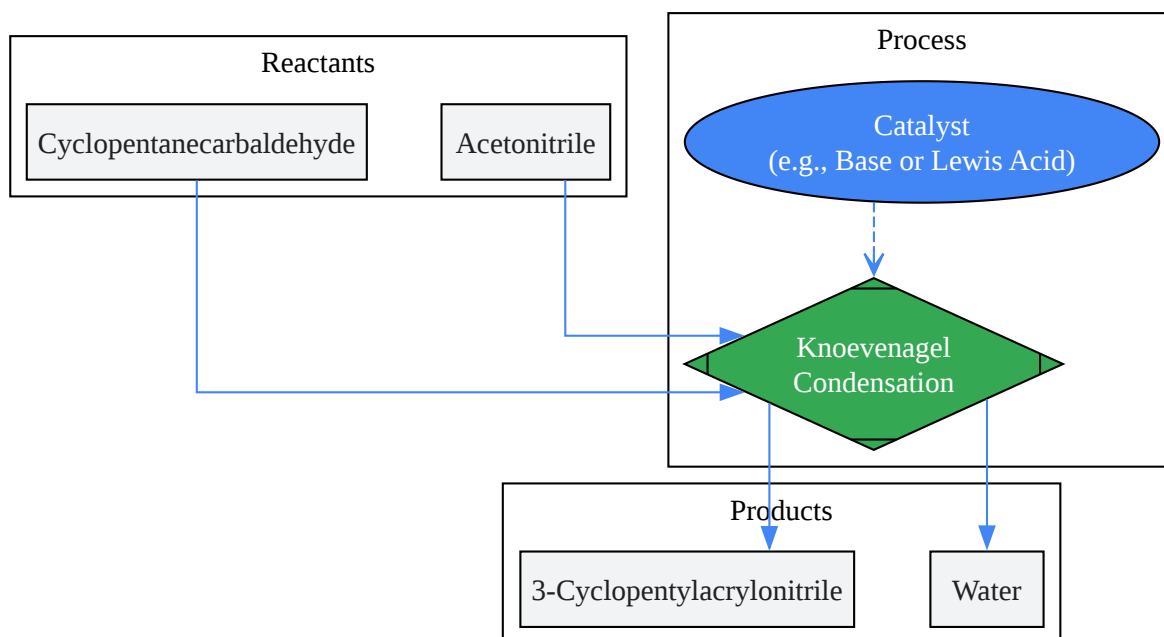 Process
Reactants
Cyclopentanecarbaldehyde
Acetonitrile
Catalyst
(e.g., Base or Lewis Acid)
Knoevenagel
Condensation
Products
3-Cyclopentylacrylonitrile
Water